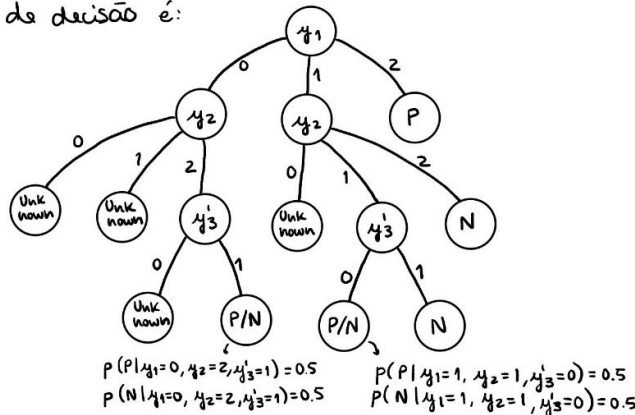 de decisão é:
y1
0 1 2
y2 y2 P
0 1 2 0 1 2
Unk nown Unk nown y'3 Unk nown y'3 N
0 1 0 1
Unk nown P/N P/N N
p(P|y1=0, y2=2, y'3=1)=0.5
p(N|y1=0, y2=2, y'3=1)=0.5
p(P|y1=1, y2=1, y'3=0)=0.5
p(N|y1=1, y2=1, y'3=0)=0.5